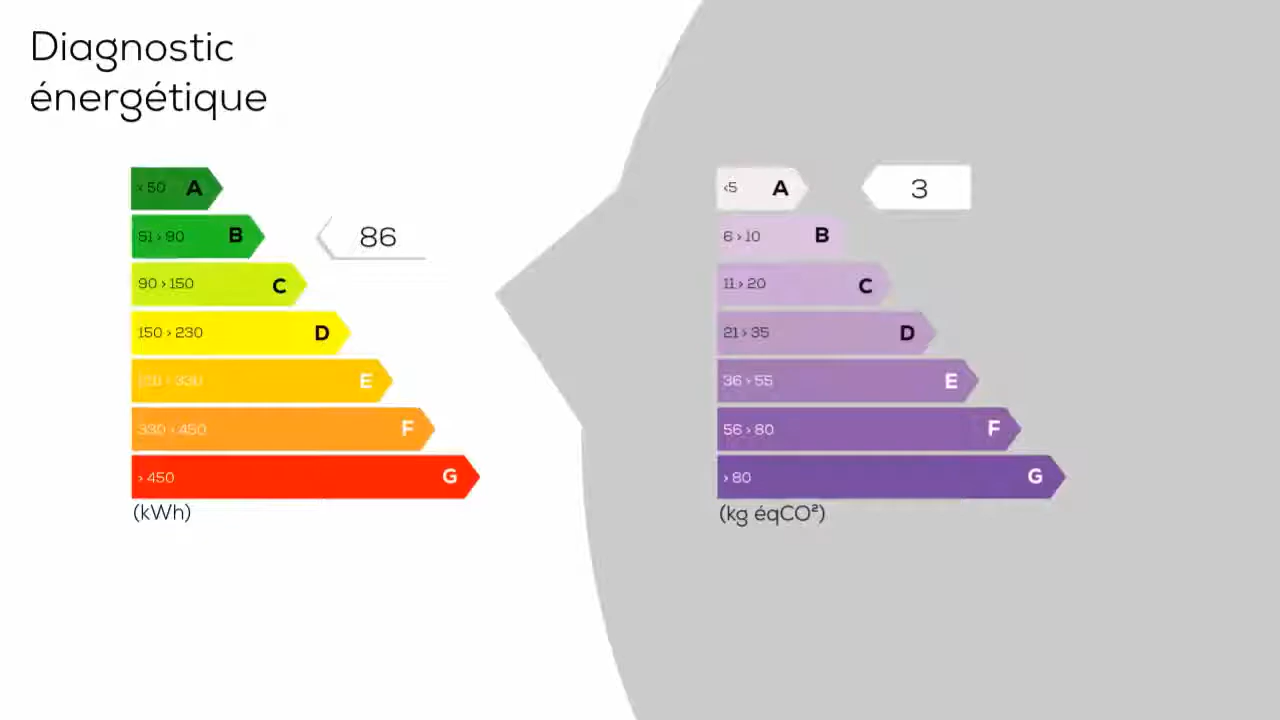 Diagnostic
énergétique
< 50 A
51 > 90 B
86
90 > 150 C
150 > 230 D
E
330 > 450 F
> 450 G
(kWh)
<5 A
3
6 > 10 B
11 > 20 C
21 > 35 D
36 > 55 E
56 > 80 F
> 80 G
(kg éqCO²)